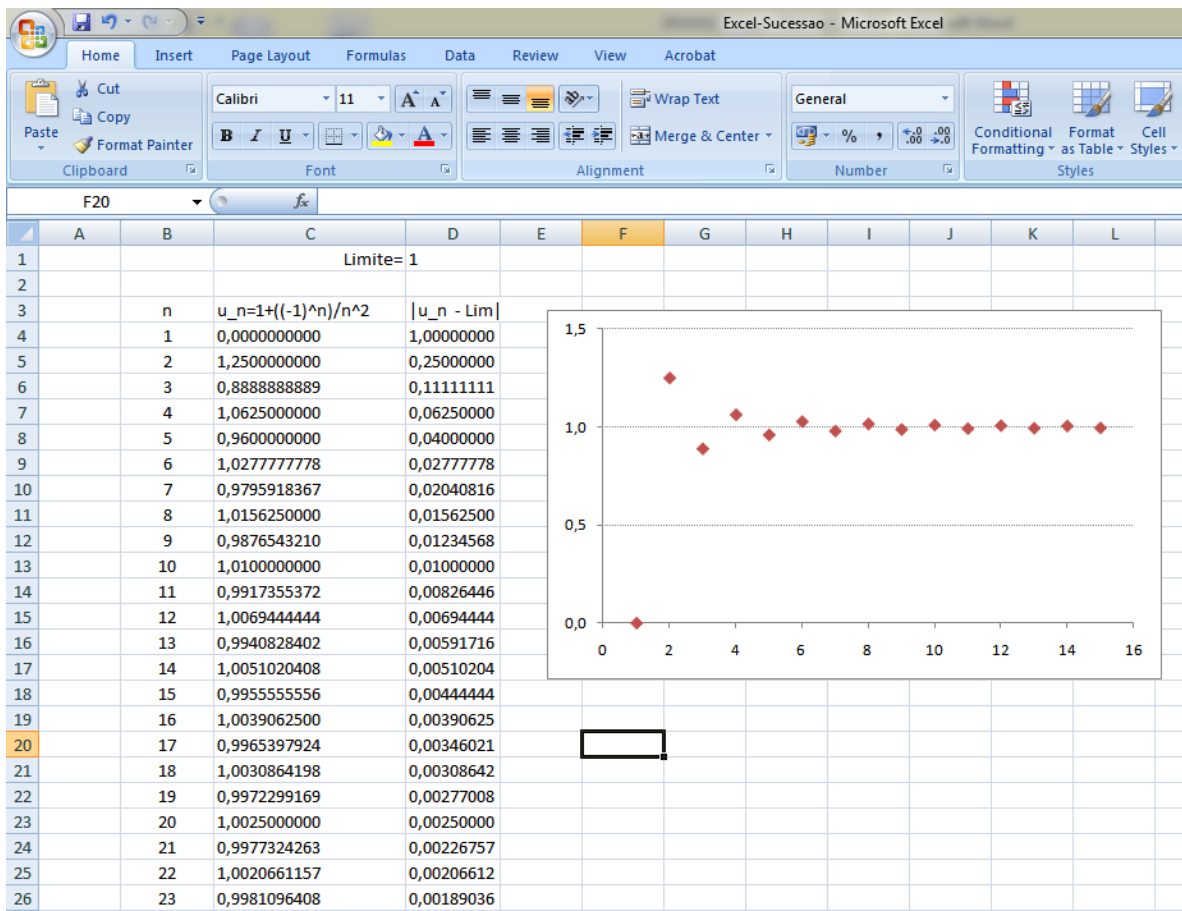 Excel-Sucessao - Microsoft Excel
Home Insert Page Layout Formulas Data Review View Acrobat
Paste
Cut
Copy
Format Painter
Clipboard
Calibri 11 A A
B I U A
Font
Wrap Text
Merge & Center
Alignment
General
% , .0 .00 .00 .0
Number
Conditional Formatting
Format as Table
Cell Styles
Styles
F20 fx
A B C D E F G H I J K L
1 Limite= 1
2
3 n u_n=1+((-1)^n)/n^2 |u_n - Lim|
4 1 0,0000000000 1,00000000
5 2 1,2500000000 0,25000000
6 3 0,8888888889 0,11111111
7 4 1,0625000000 0,06250000
8 5 0,9600000000 0,04000000
9 6 1,0277777778 0,02777778
10 7 0,9795918367 0,02040816
11 8 1,0156250000 0,01562500
12 9 0,9876543210 0,01234568
13 10 1,0100000000 0,01000000
14 11 0,9917355372 0,00826446
15 12 1,0069444444 0,00694444
16 13 0,9940828402 0,00591716
17 14 1,0051020408 0,00510204
18 15 0,9955555556 0,00444444
19 16 1,0039062500 0,00390625
20 17 0,9965397924 0,00346021
21 18 1,0030864198 0,00308642
22 19 0,9972299169 0,00277008
23 20 1,0025000000 0,00250000
24 21 0,9977324263 0,00226757
25 22 1,0020661157 0,00206612
26 23 0,9981096408 0,00189036
1,5
1,0
0,5
0,0
0 2 4 6 8 10 12 14 16